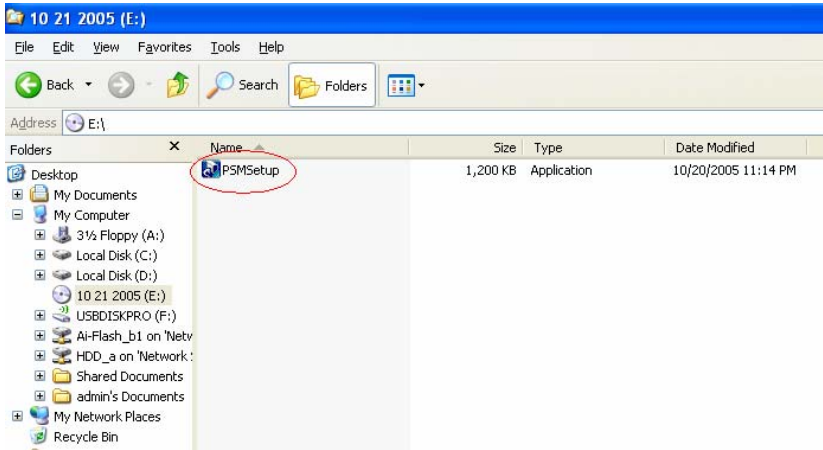 10 21 2005 (E:)
File Edit View Favorites Tools Help
Back Search Folders
Address E:\
Folders X Name Size Type Date Modified
Desktop PSMSetup 1,200 KB Application 10/20/2005 11:14 PM
My Documents
My Computer
3½ Floppy (A:)
Local Disk (C:)
Local Disk (D:)
10 21 2005 (E:)
USBDISKPRO (F:)
Ai-Flash_b1 on 'Netw
HDD_a on 'Network
Shared Documents
admin's Documents
My Network Places
Recycle Bin